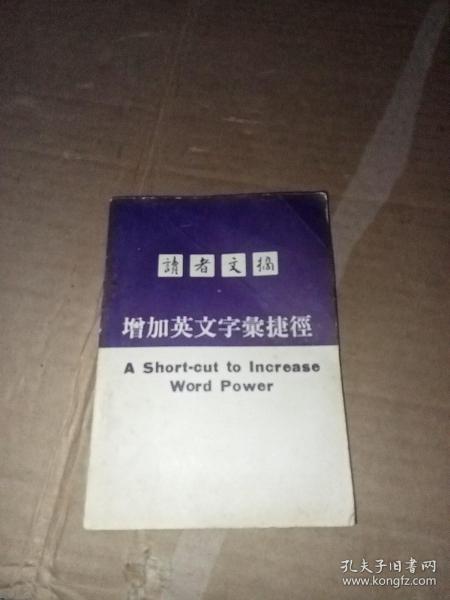 讀者文摘
增加英文字彙捷徑
A Short-cut to Increase
Word Power
孔夫子旧书网
www.kongfz.com